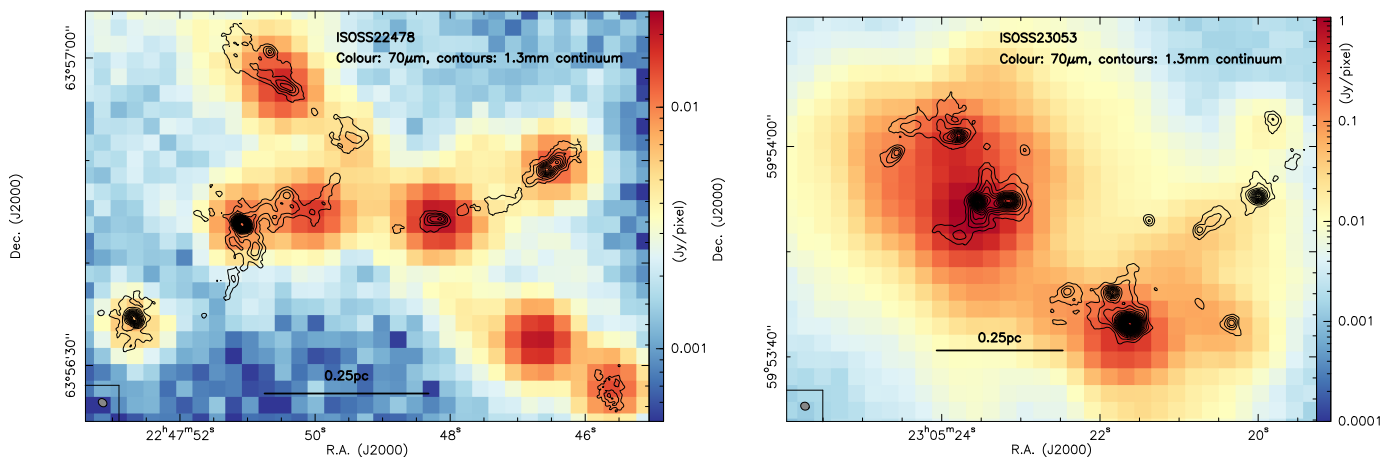 ISOSS22478
Colour: 70μm, contours: 1.3mm continuum
63°57'00"
63°56'30"
Dec. (J2000)
0.25pc
22ʰ47ᵐ52ˢ
50ˢ
48ˢ
46ˢ
R.A. (J2000)
0.01
0.001
(Jy/pixel)
ISOSS23053
Colour: 70μm, contours: 1.3mm continuum
59°54'00"
59°53'40"
Dec. (J2000)
0.25pc
23ʰ05ᵐ24ˢ
22ˢ
20ˢ
R.A. (J2000)
1
0.1
0.01
0.001
0.0001
(Jy/pixel)